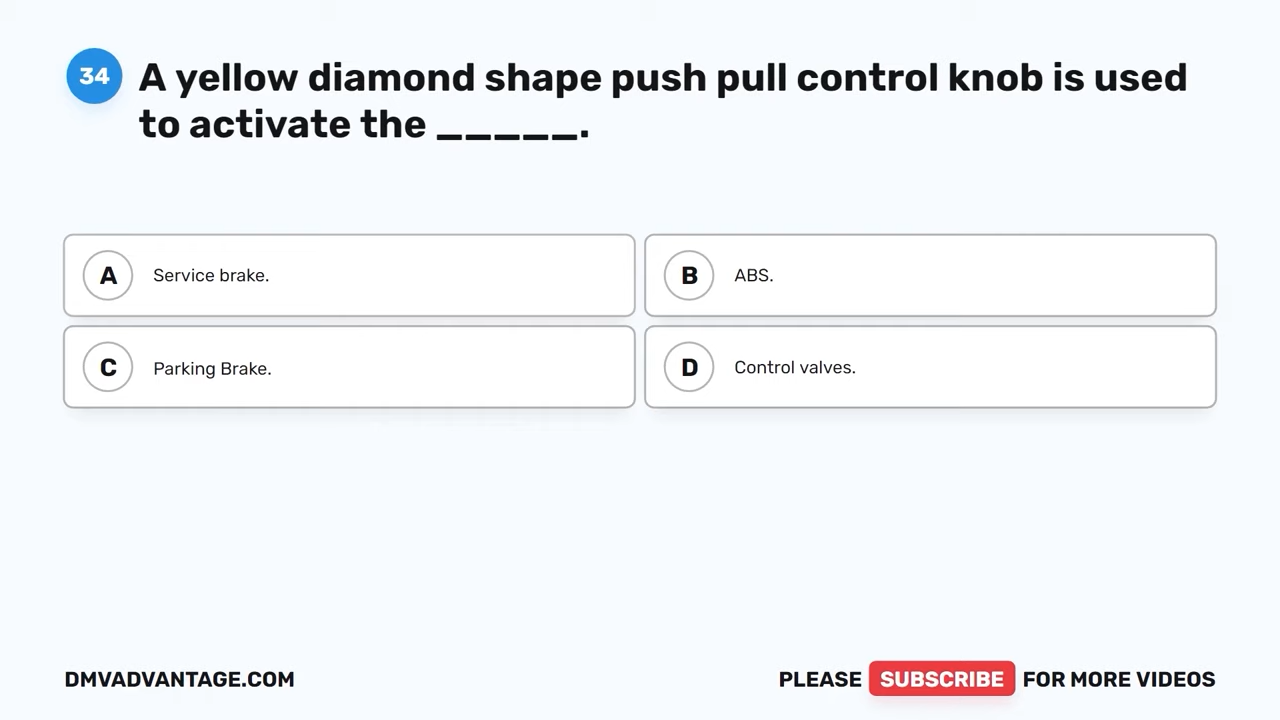 34
A yellow diamond shape push pull control knob is used
to activate the _____.
A Service brake.
B ABS.
C Parking Brake.
D Control valves.
DMVADVANTAGE.COM
PLEASE SUBSCRIBE FOR MORE VIDEOS